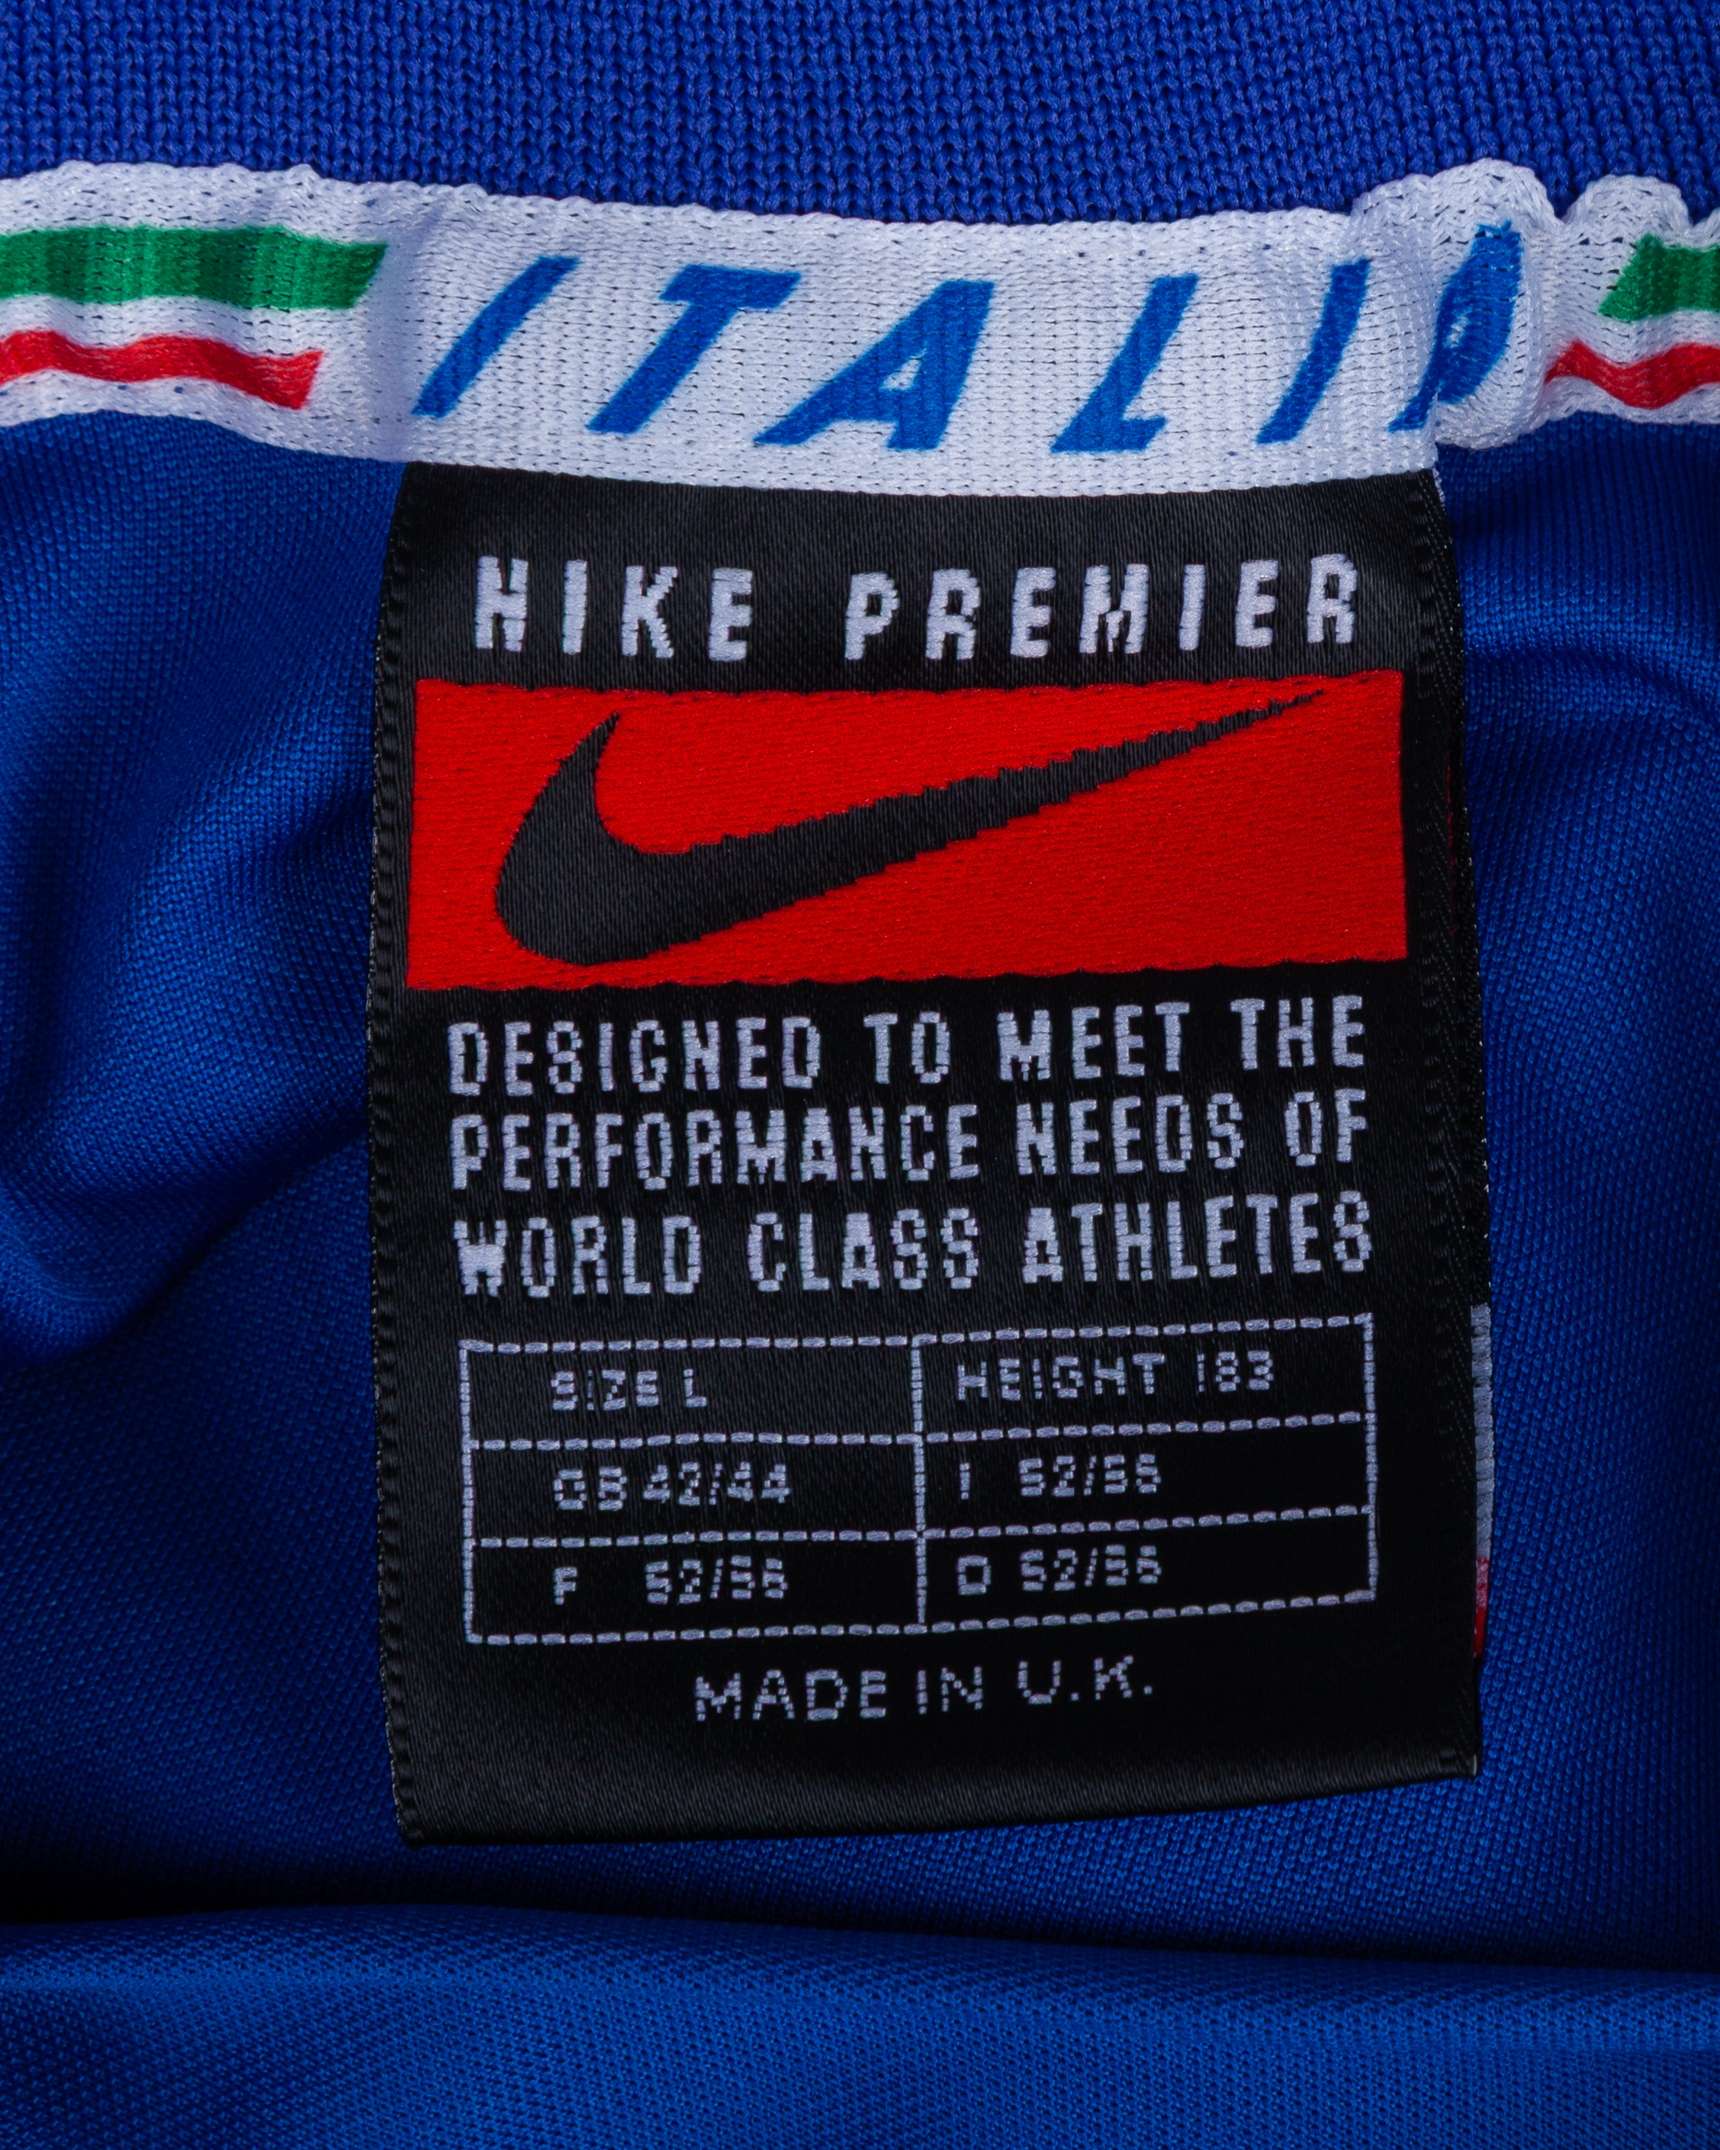 ITALIA
NIKE PREMIER
DESIGNED TO MEET THE
PERFORMANCE NEEDS OF
WORLD CLASS ATHLETES
SIZE L HEIGHT 183
GB 42/44 I 52/56
F 52/56 D 52/56
MADE IN U.K.